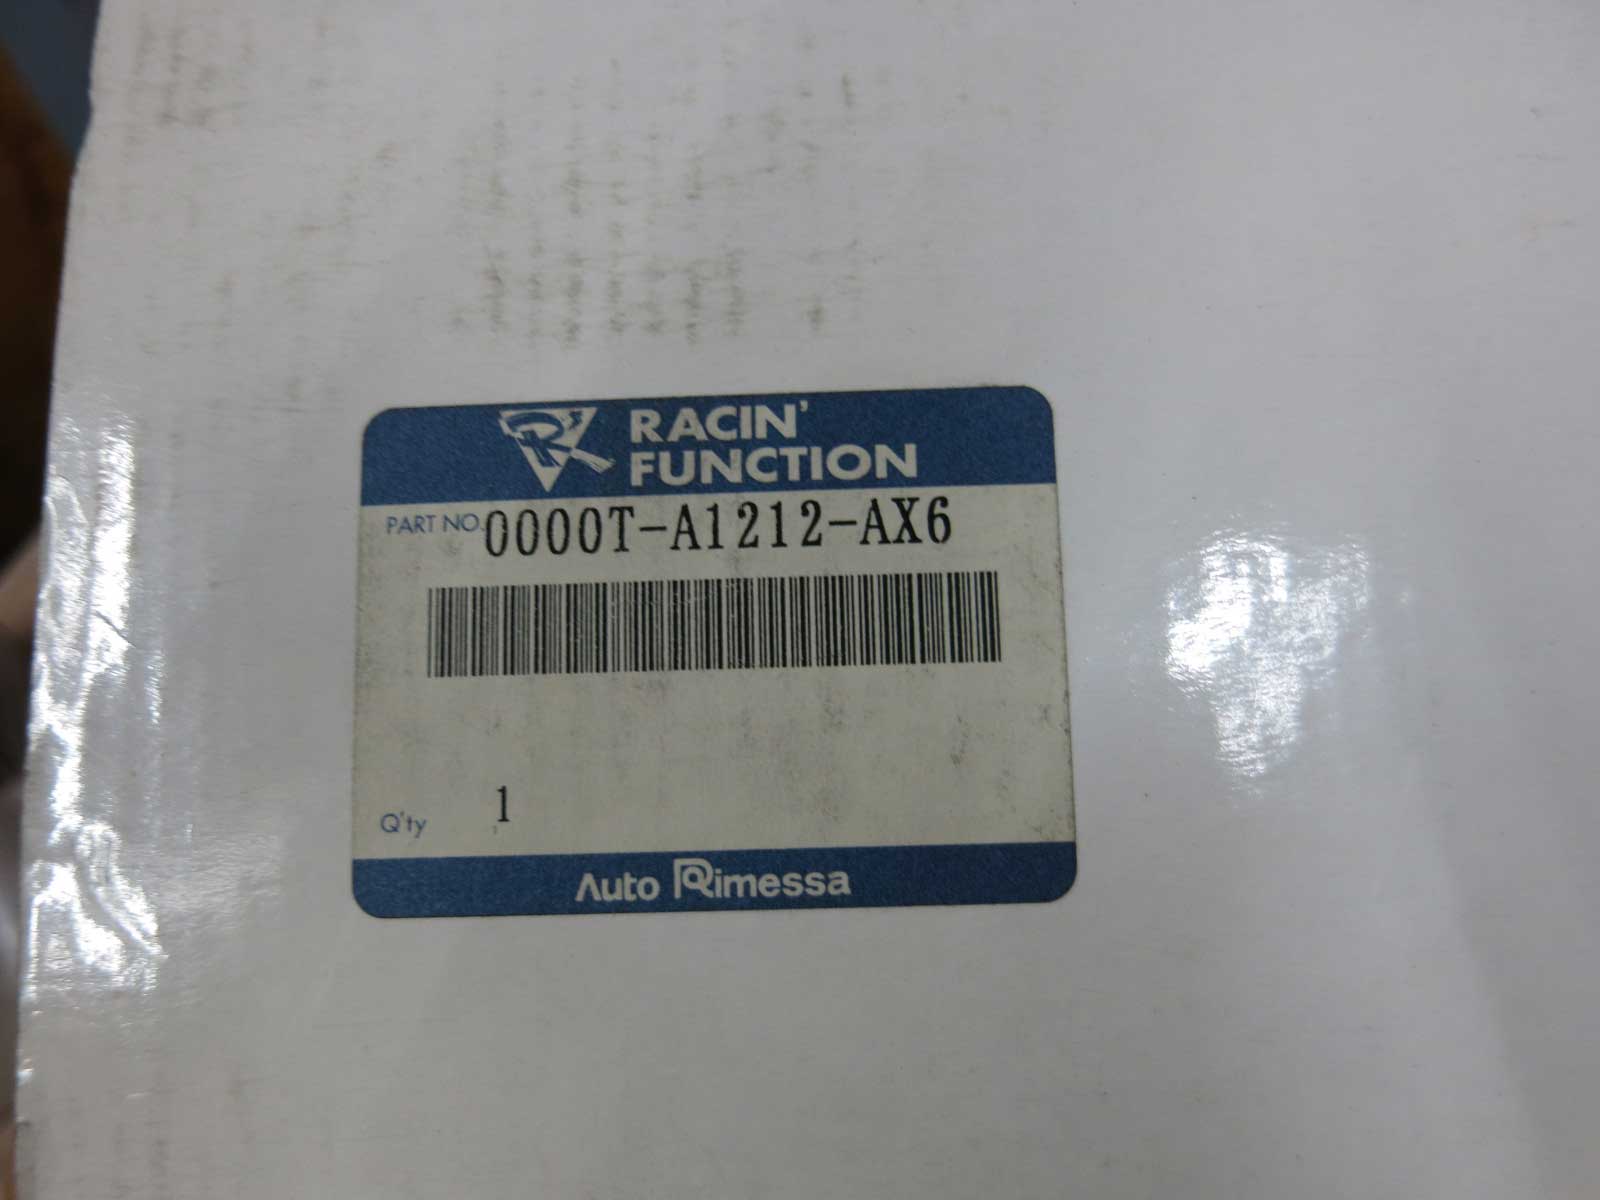 RACIN'
FUNCTION
PART NO. 0000T-A1212-AX6
Q'ty 1
Auto Rimessa